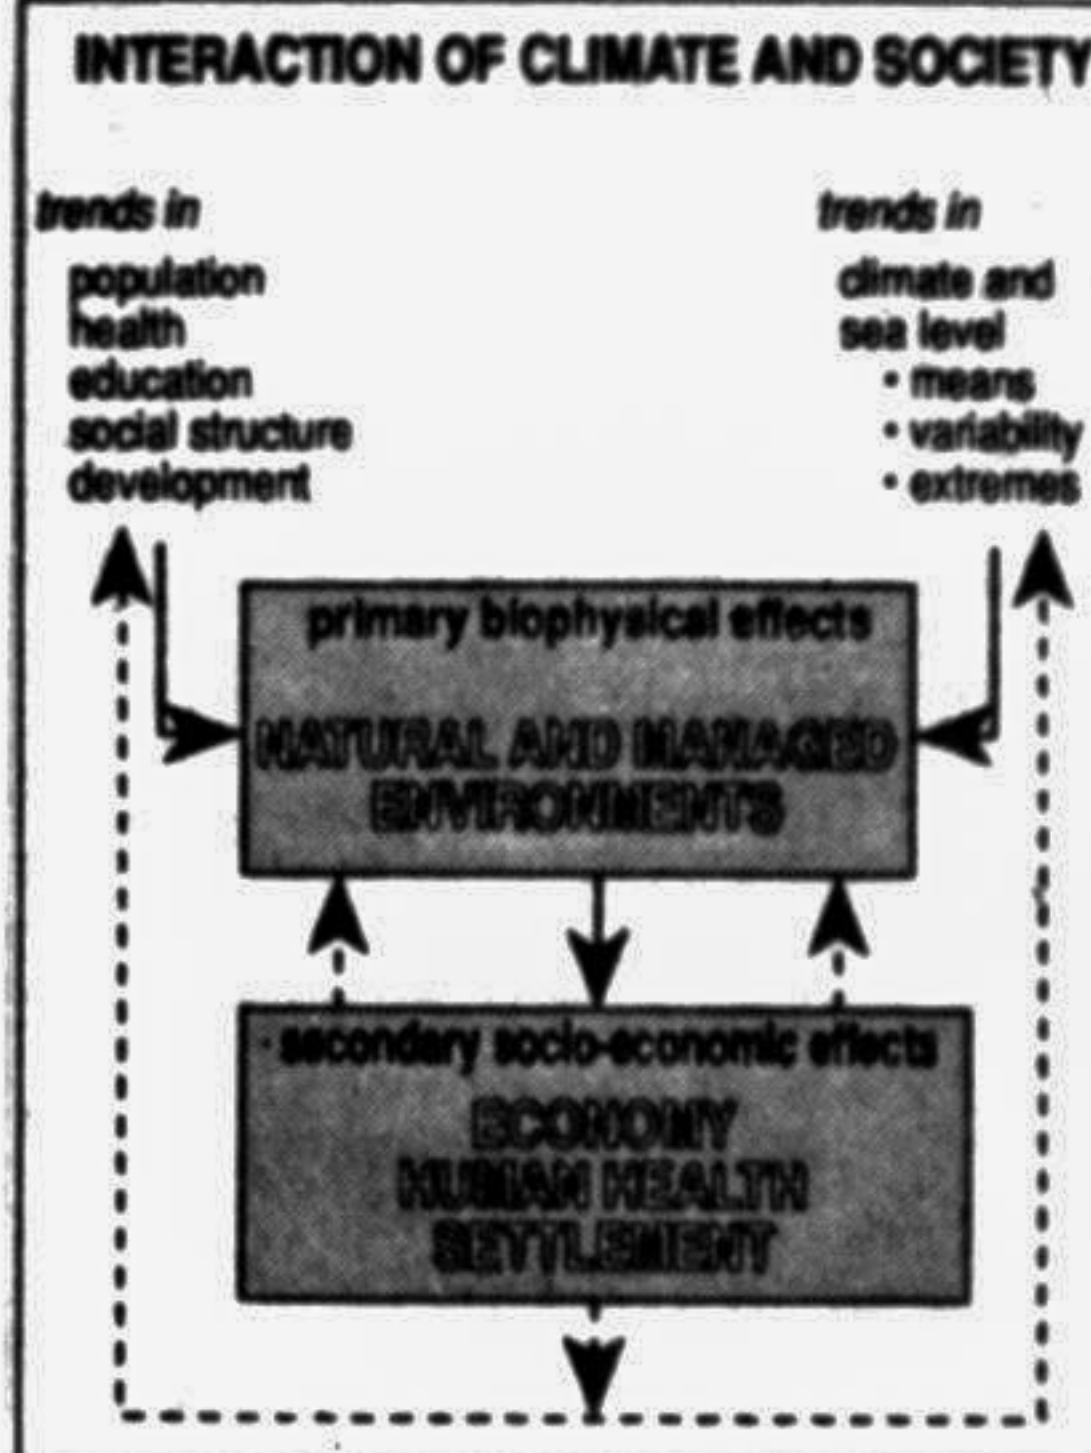 INTERACTION OF CLIMATE AND SOCIETY
trends in
population
health
education
social structure
development
trends in
climate and
sea level
• means
• variability
• extremes
primary biophysical effects
NATURAL AND MANAGED
ENVIRONMENTS
secondary socio-economic effects
ECONOMY
HUMAN HEALTH
SETTLEMENT